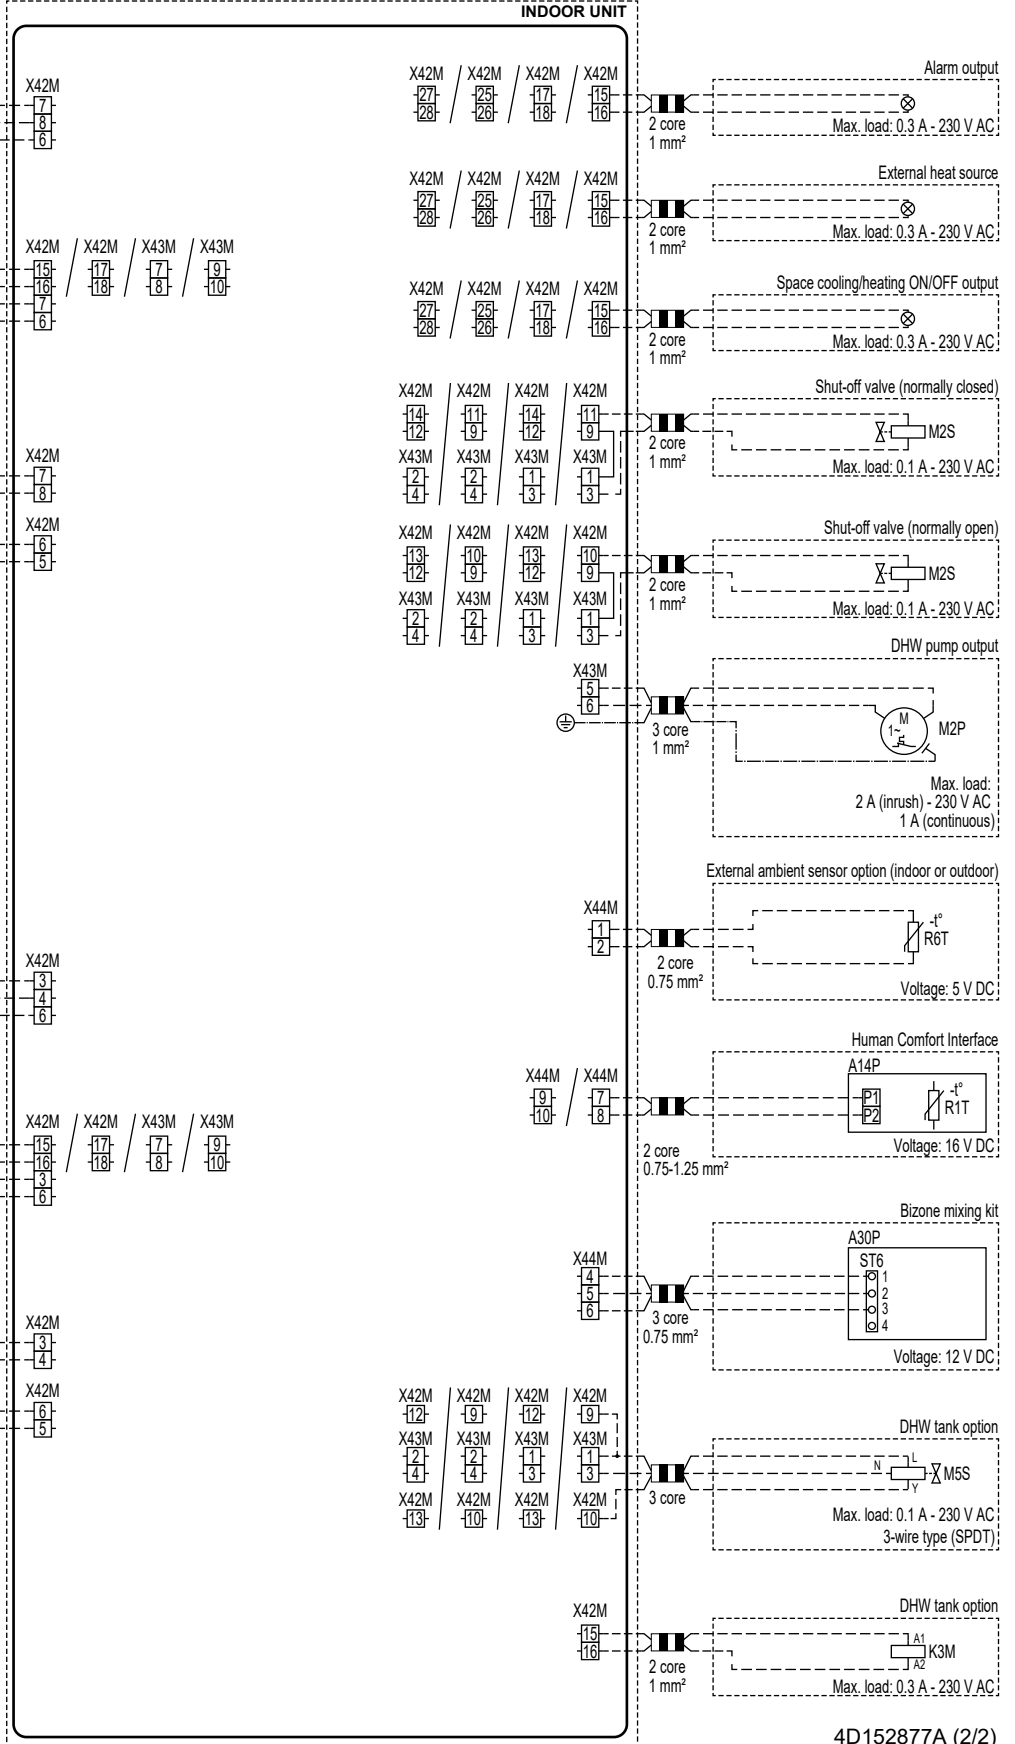 INDOOR UNIT
X42M
7
8
6
X42M / X42M / X43M / X43M
15 17 7 9
16 18 8 10
7
6
X42M
7
8
X42M
6
5
X42M
3
4
6
X42M / X42M / X43M / X43M
15 17 7 9
16 18 8 10
3
6
X42M
3
4
X42M
6
5
X42M / X42M / X42M / X42M
27 25 17 15
28 26 18 16
2 core
1 mm²
Alarm output
Max. load: 0.3 A - 230 V AC
X42M / X42M / X42M / X42M
27 25 17 15
28 26 18 16
2 core
1 mm²
External heat source
Max. load: 0.3 A - 230 V AC
X42M / X42M / X42M / X42M
27 25 17 15
28 26 18 16
2 core
1 mm²
Space cooling/heating ON/OFF output
Max. load: 0.3 A - 230 V AC
X42M / X42M / X42M / X42M
14 11 14 11
12 9 12 9
X43M X43M X43M X43M
2 2 1 1
4 4 3 3
2 core
1 mm²
Shut-off valve (normally closed)
M2S
Max. load: 0.1 A - 230 V AC
X42M / X42M / X42M / X42M
13 10 13 10
12 9 12 9
X43M X43M X43M X43M
2 2 1 1
4 4 3 3
2 core
1 mm²
Shut-off valve (normally open)
M2S
Max. load: 0.1 A - 230 V AC
X43M
5
6
3 core
1 mm²
DHW pump output
M
1~
M2P
Max. load:
2 A (inrush) - 230 V AC
1 A (continuous)
X44M
1
2
2 core
0.75 mm²
External ambient sensor option (indoor or outdoor)
-t°
R6T
Voltage: 5 V DC
X44M / X44M
9 7
10 8
2 core
0.75-1.25 mm²
Human Comfort Interface
A14P
P1
P2
-t°
R1T
Voltage: 16 V DC
X44M
4
5
6
3 core
0.75 mm²
Bizone mixing kit
A30P
ST6
1
2
3
4
Voltage: 12 V DC
X42M / X42M / X42M / X42M
12 9 12 9
X43M X43M X43M X43M
2 2 1 1
4 4 3 3
X42M X42M X42M X42M
13 10 13 10
3 core
DHW tank option
L
N
M5S
Y
Max. load: 0.1 A - 230 V AC
3-wire type (SPDT)
X42M
15
16
2 core
1 mm²
DHW tank option
A1
K3M
A2
Max. load: 0.3 A - 230 V AC
4D152877A (2/2)